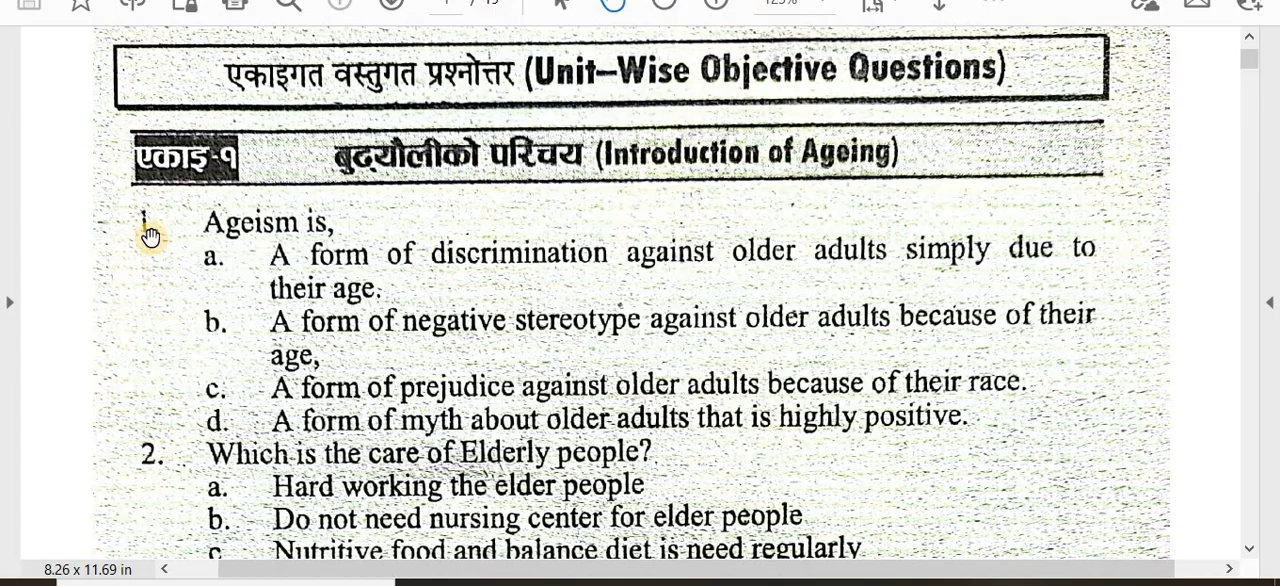 125%
एकाइगत वस्तुगत प्रश्नोत्तर (Unit–Wise Objective Questions)
एकाइ-१ बुढ्यौलीको परिचय (Introduction of Ageing)
1. Ageism is,
a. A form of discrimination against older adults simply due to
their age.
b. A form of negative stereotype against older adults because of their
age,
c. A form of prejudice against older adults because of their race.
d. A form of myth about older adults that is highly positive.
2. Which is the care of Elderly people?
a. Hard working the elder people
b. Do not need nursing center for elder people
c. Nutritive food and balance diet is need regularly
8.26 x 11.69 in